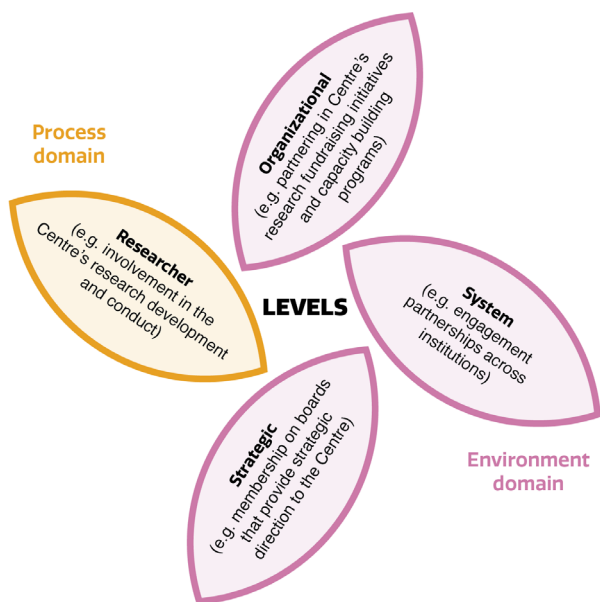 Organizational
(e.g. partnering in Centre's
research fundraising initiatives
and capacity building
programs)
Process
domain
Researcher
(e.g. involvement in the
Centre's research development
and conduct)
LEVELS
System
(e.g. engagement
partnerships across
institutions)
Strategic
(e.g. membership on boards
that provide strategic
direction to the Centre)
Environment
domain